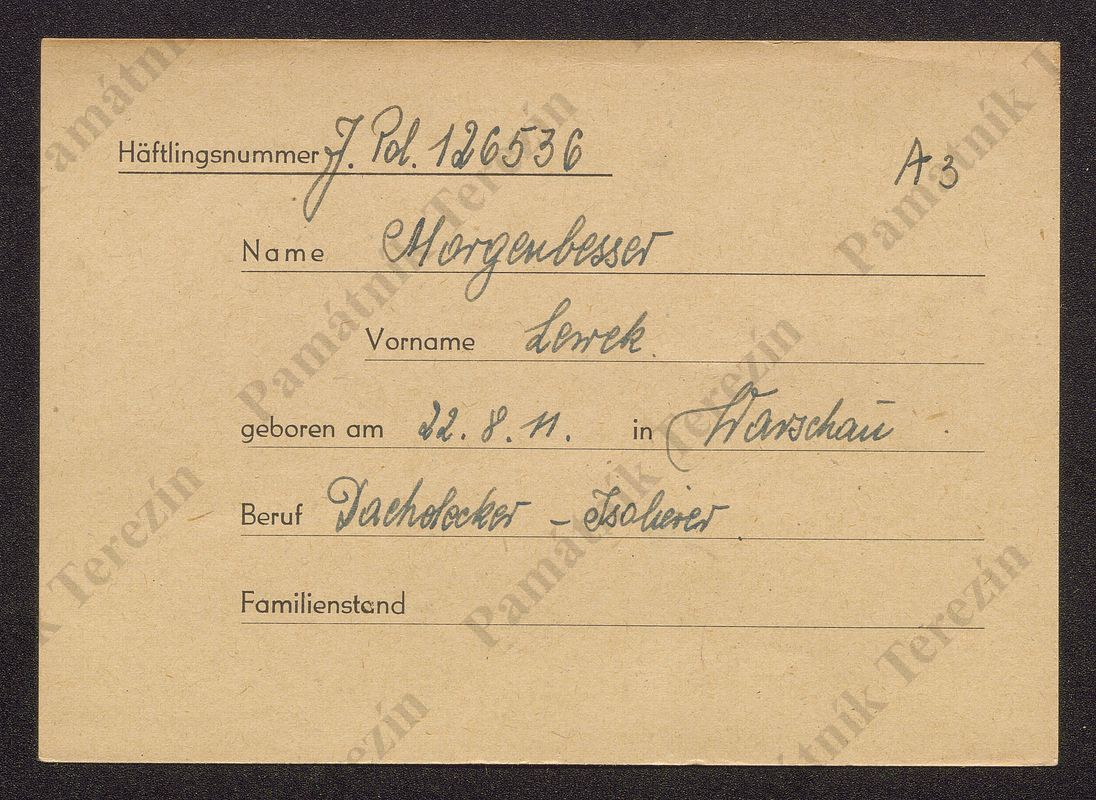 Häftlingsnummer J. Pol. 126536
A 3
Name Morgenbesser
Vorname Lewek
geboren am 22. 8. 11. in Warschau
Beruf Dachdecker - Isolierer
Familienstand
Památník Terezín